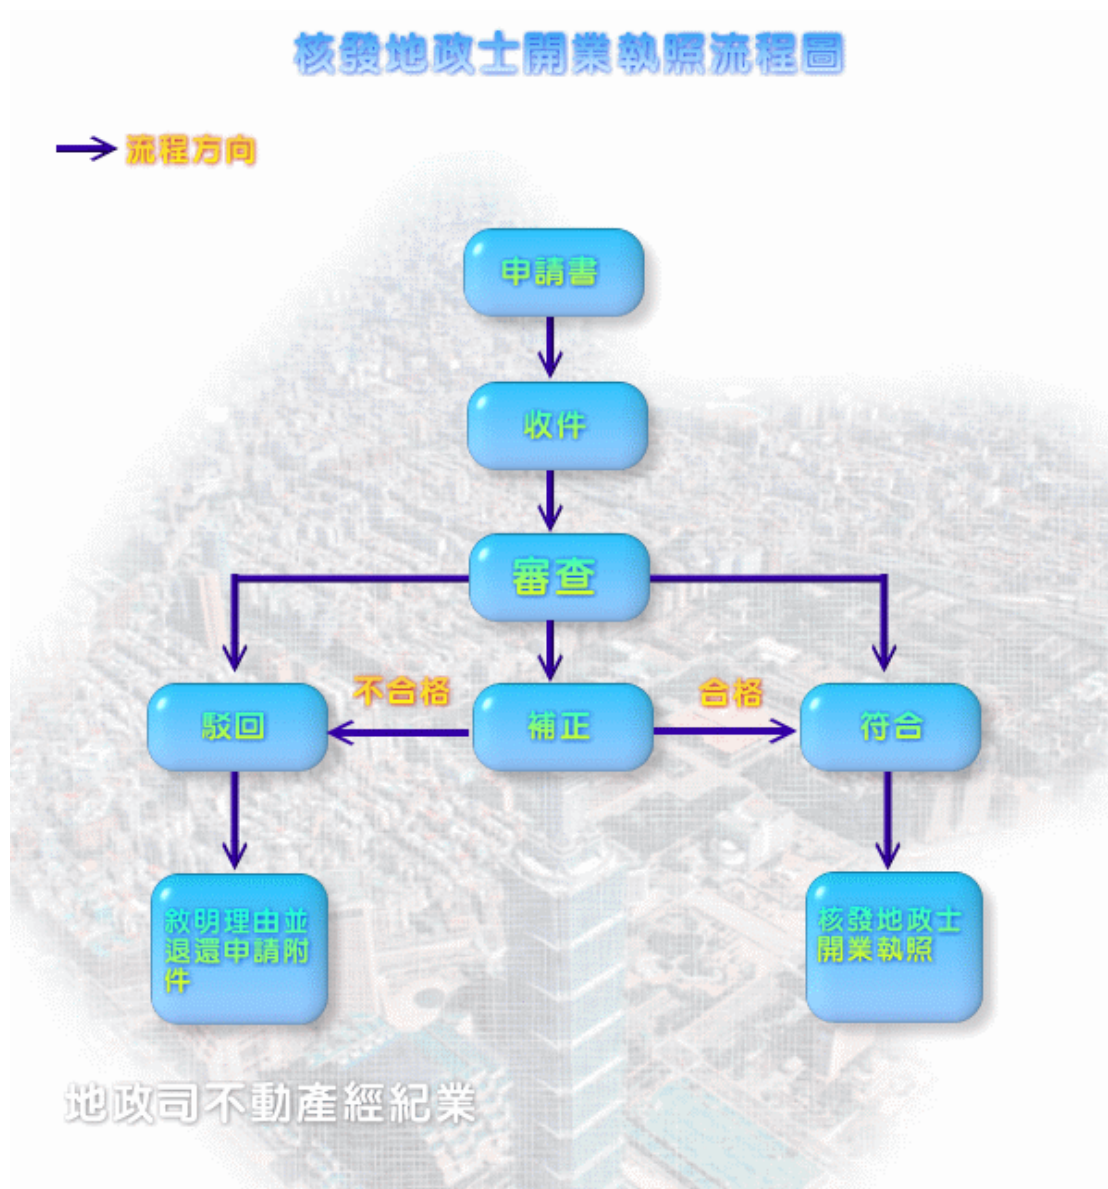 核發地政士開業執照流程圖
流程方向
申請書
收件
審查
不合格
合格
駁回
補正
符合
敘明理由並
退還申請附
件
核發地政士
開業執照
地政司不動產經紀業